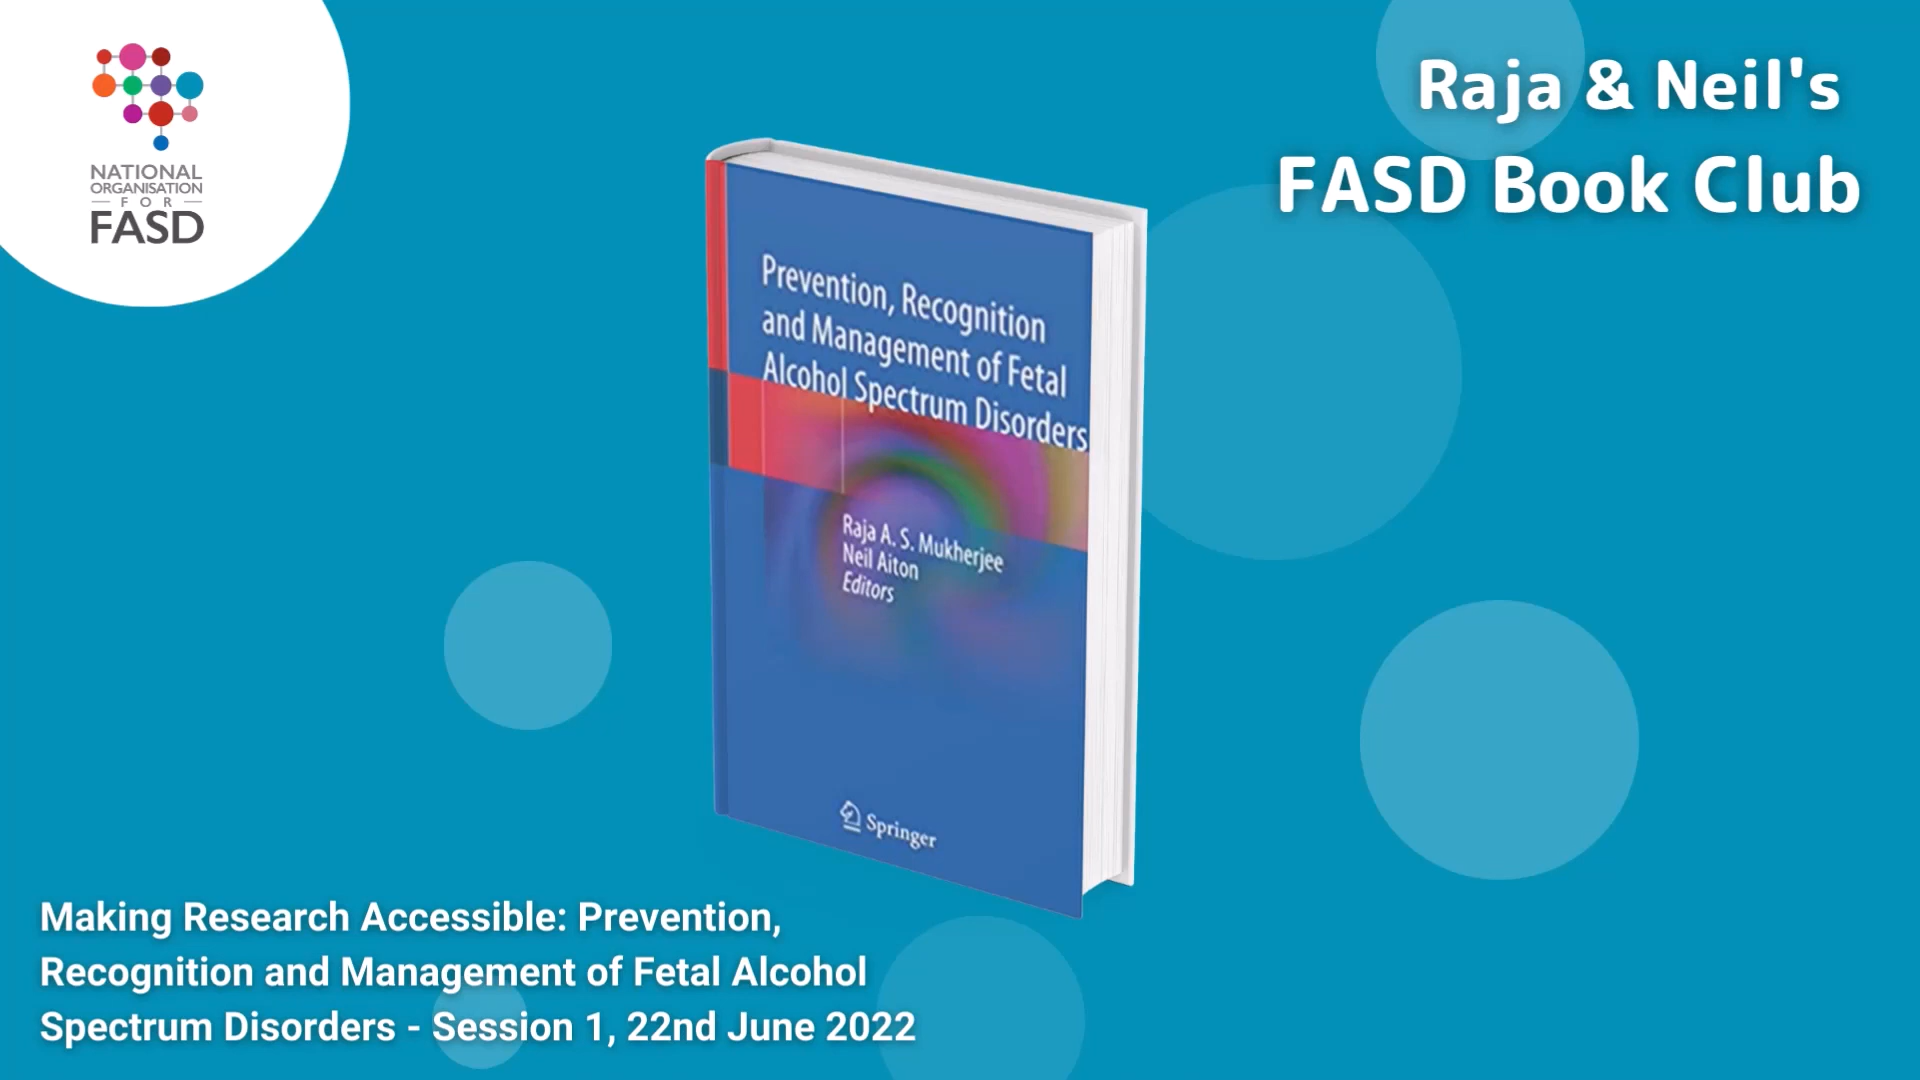 NATIONAL
ORGANISATION
FOR
FASD
Raja & Neil's
FASD Book Club
Prevention, Recognition
and Management of Fetal
Alcohol Spectrum Disorders
Raja A. S. Mukherjee
Neil Aiton
Editors
Springer
Making Research Accessible: Prevention,
Recognition and Management of Fetal Alcohol
Spectrum Disorders - Session 1, 22nd June 2022